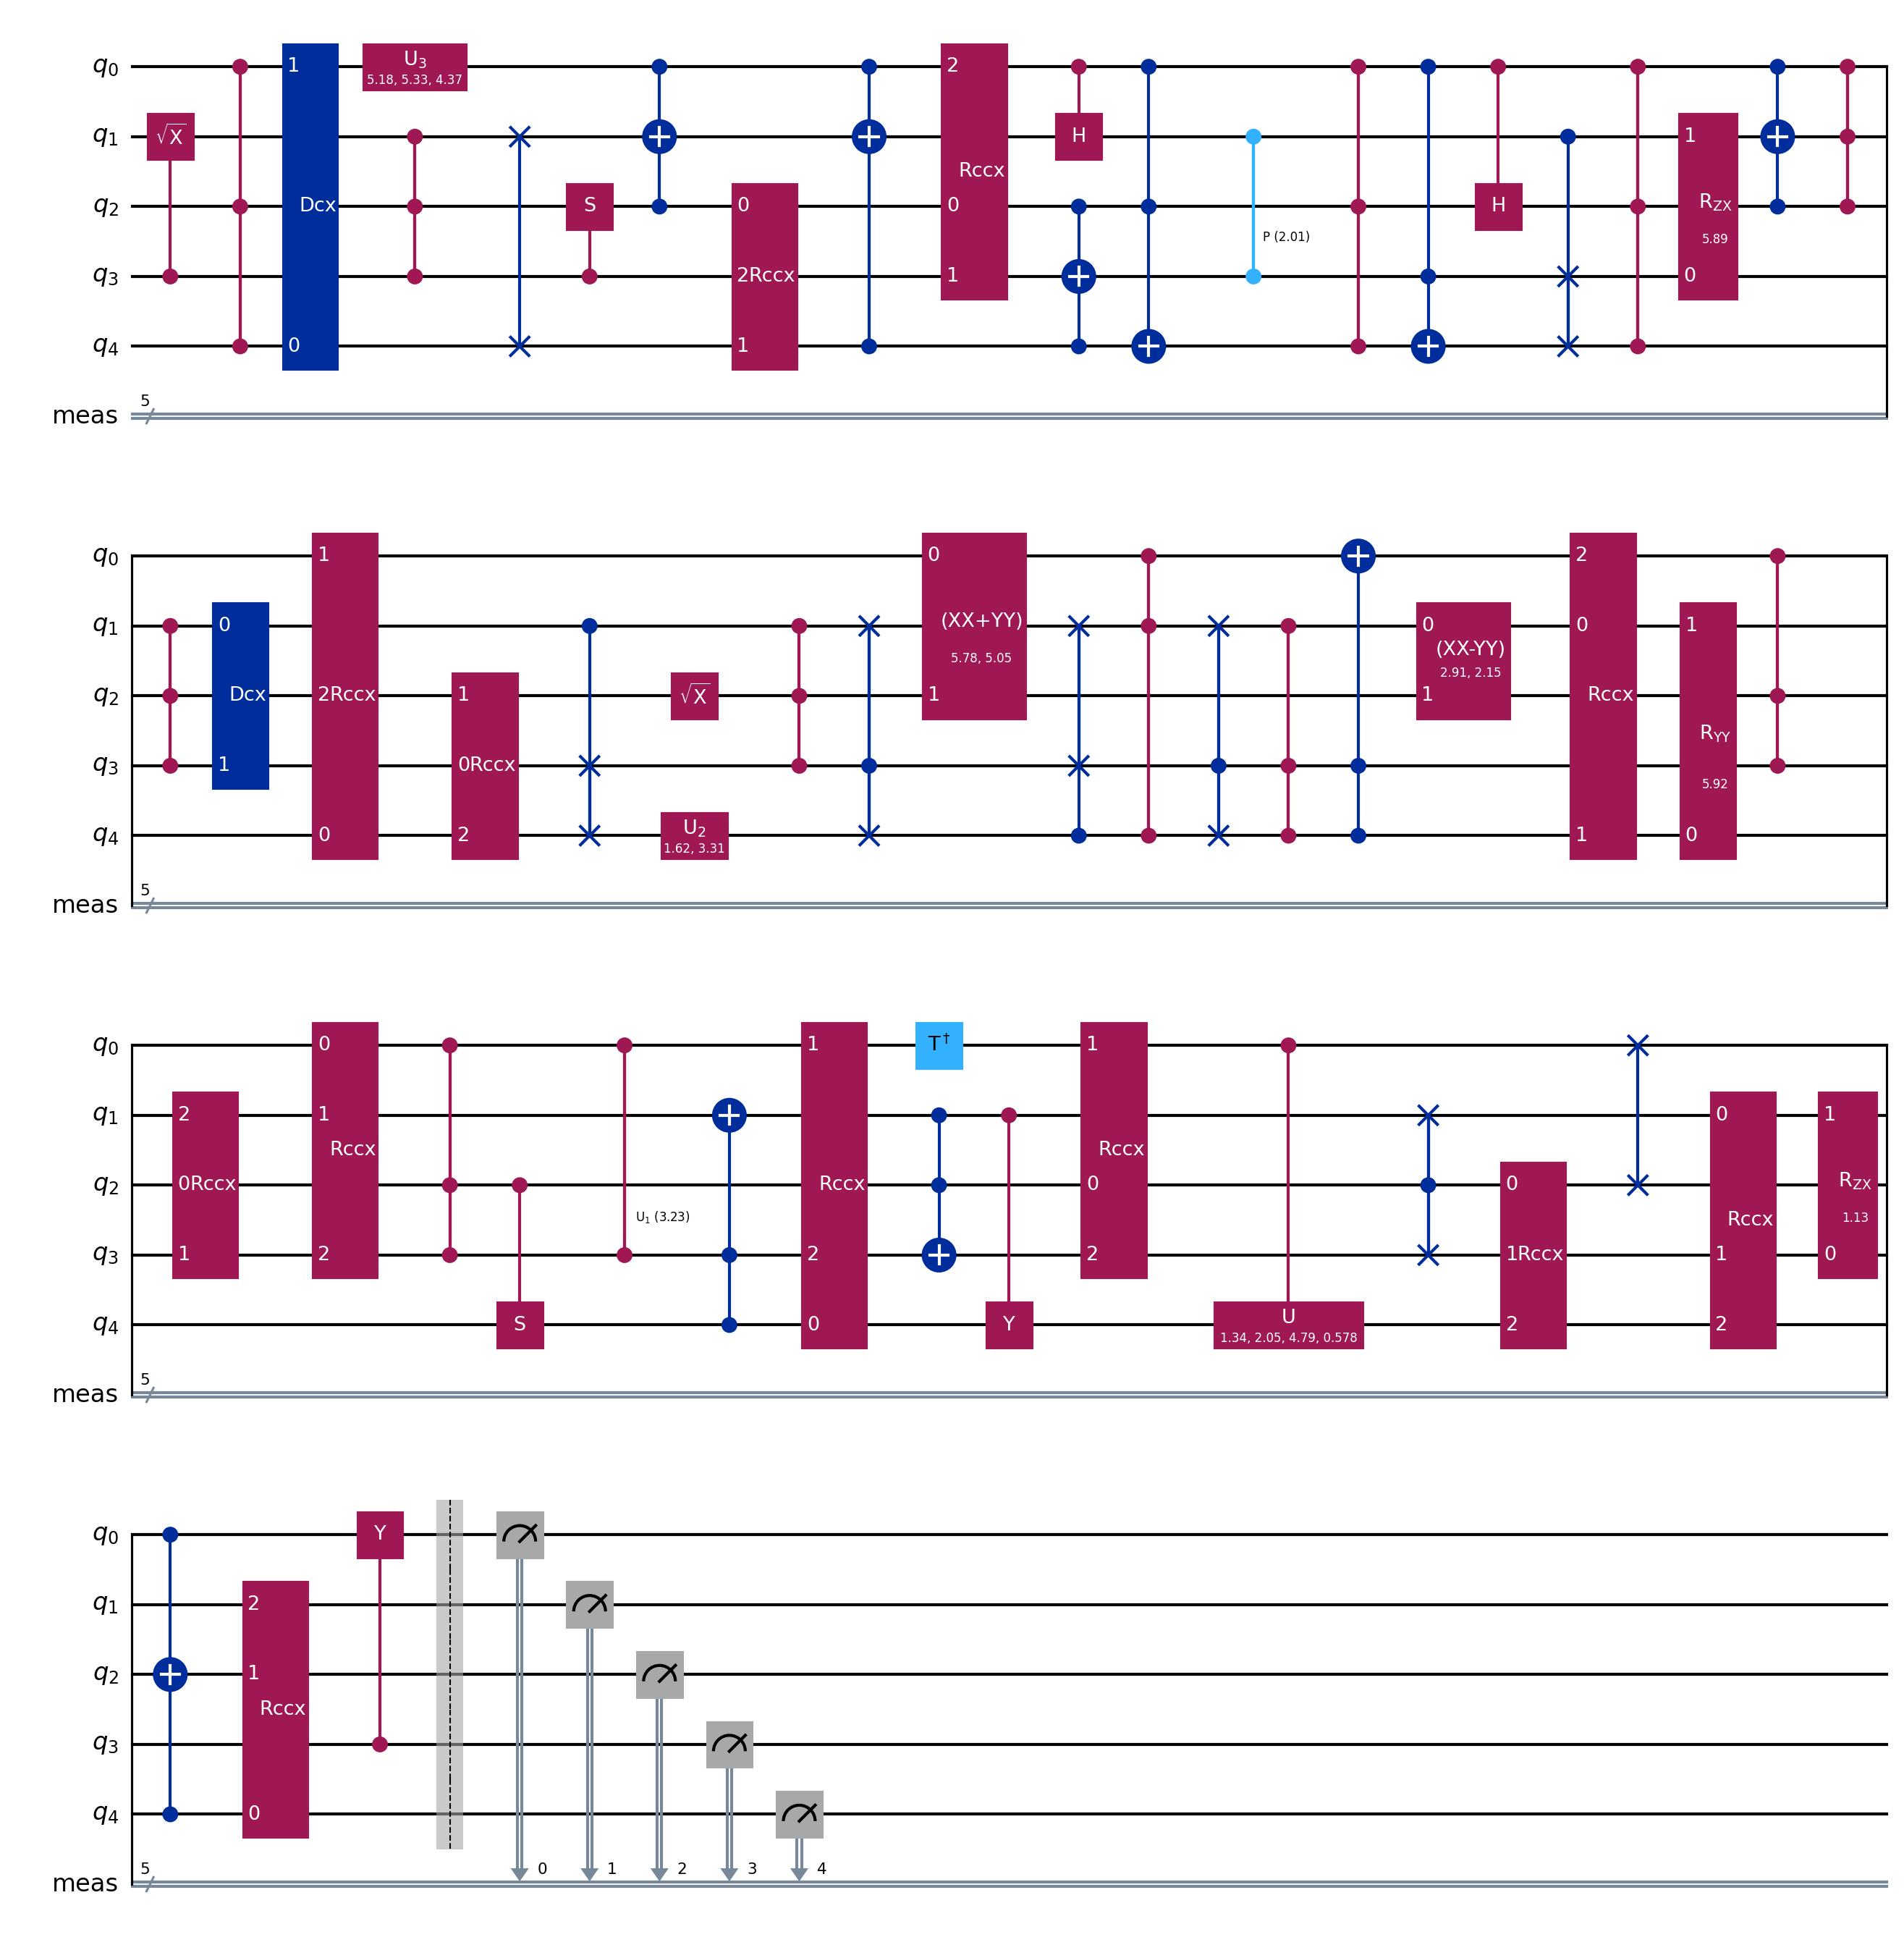 q0 1 U3 2
5.18, 5.33, 4.37
q1 √X H 1
Dcx S 0 Rccx
q2 0 H RZX
P (2.01) 5.89
q3 2Rccx 1 0
q4 0 1
5
meas
q0 1 0 2
q1 0 (XX+YY) 0 (XX-YY) 0 1
5.78, 5.05 2.91, 2.15
q2 Dcx 2Rccx 1 √X 1 1 Rccx RYY
q3 1 0Rccx 5.92
q4 0 2 U2 1 0
1.62, 3.31
5
meas
q0 0 1 T† 1
q1 2 1 Rccx Rccx 0 1
q2 0Rccx Rccx 0 0 Rccx RZX
U1 (3.23) 1.13
q3 1 2 2 2 1Rccx 1 0
q4 S 0 Y U 2 2
1.34, 2.05, 4.79, 0.578
5
meas
q0 Y
q1 2
q2 1
Rccx
q3
q4 0
5 0 1 2 3 4
meas